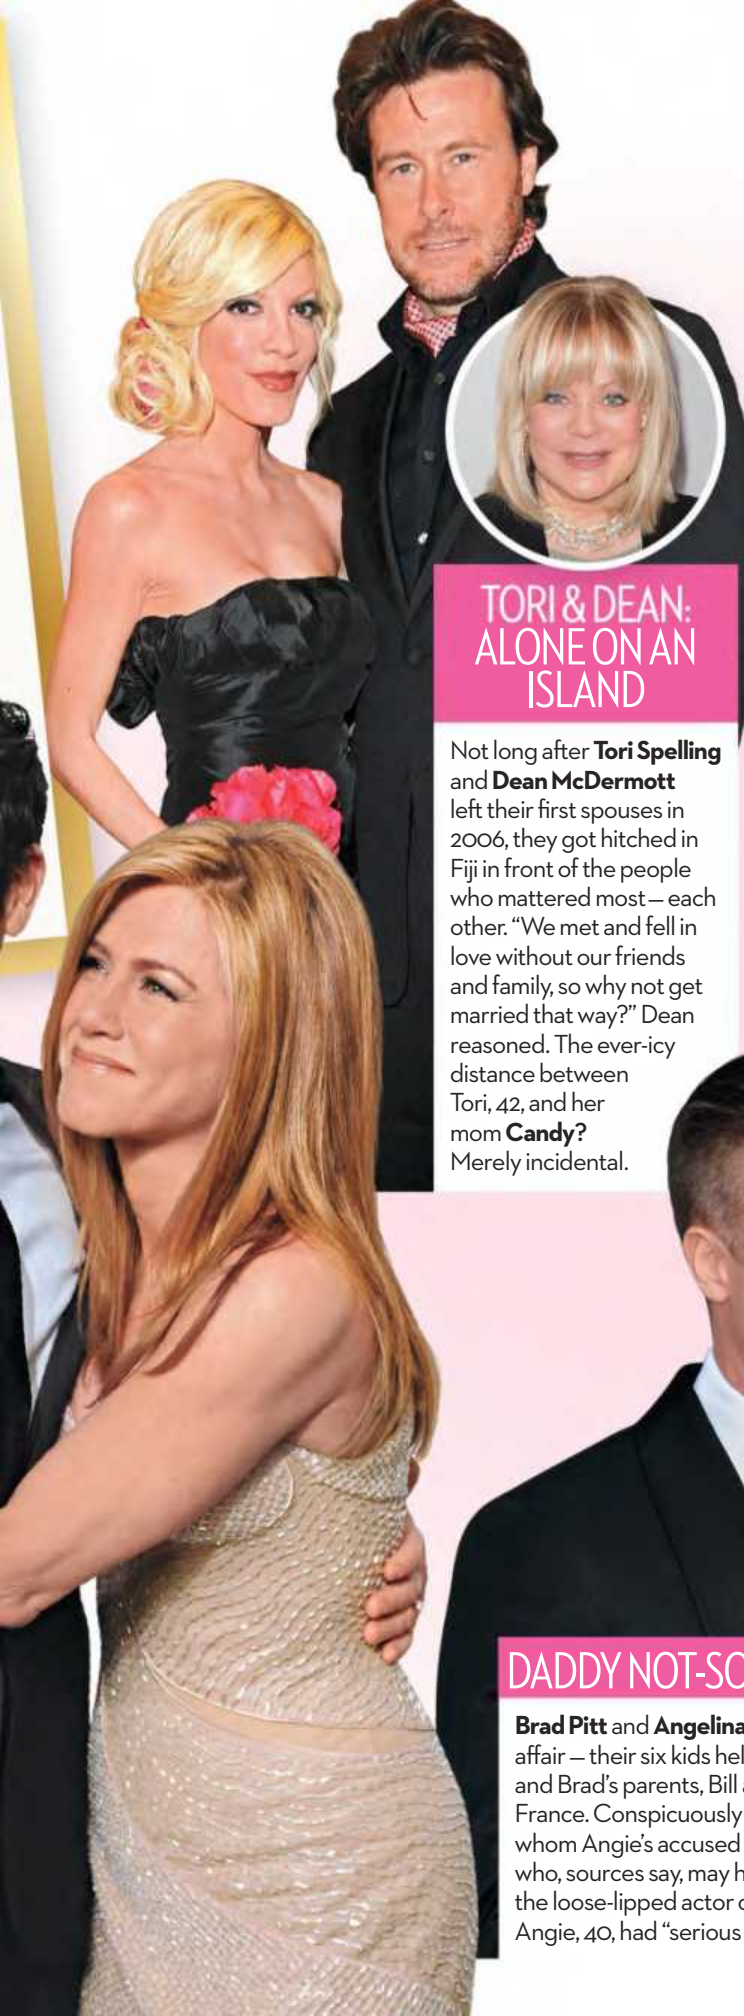 TORI & DEAN:
ALONE ON AN
ISLAND
Not long after Tori Spelling
and Dean McDermott
left their first spouses in
2006, they got hitched in
Fiji in front of the people
who mattered most — each
other. “We met and fell in
love without our friends
and family, so why not get
married that way?” Dean
reasoned. The ever-icy
distance between
Tori, 42, and her
mom Candy?
Merely incidental.
DADDY NOT-SO
Brad Pitt and Angelina
affair — their six kids hel
and Brad’s parents, Bill
France. Conspicuously
whom Angie’s accused
who, sources say, may h
the loose-lipped actor
Angie, 40, had “serious